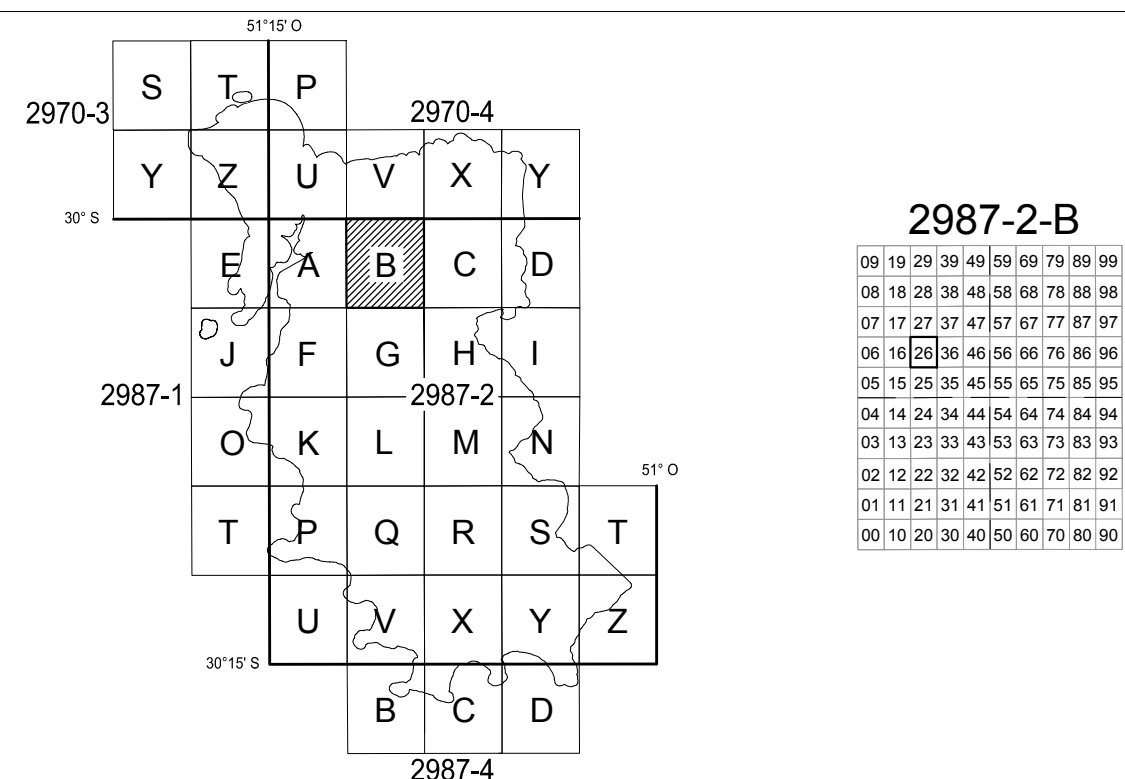 51°15' O
S T P
2970-3
2970-4
Y Z U V X Y
30° S
E A B C D
J F G H I
2987-1
2987-2
O K L M N
51° O
T P Q R S T
U V X Y Z
30°15' S
B C D
2987-4
2987-2-B
09 19 29 39 49 59 69 79 89 99
08 18 28 38 48 58 68 78 88 98
07 17 27 37 47 57 67 77 87 97
06 16 26 36 46 56 66 76 86 96
05 15 25 35 45 55 65 75 85 95
04 14 24 34 44 54 64 74 84 94
03 13 23 33 43 53 63 73 83 93
02 12 22 32 42 52 62 72 82 92
01 11 21 31 41 51 61 71 81 91
00 10 20 30 40 50 60 70 80 90